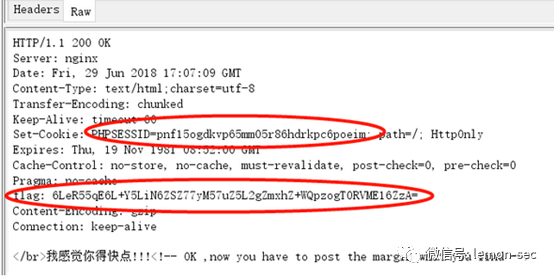 Headers
Raw
HTTP/1.1 200 OK
Server: nginx
Date: Fri, 29 Jun 2018 17:07:09 GMT
Content-Type: text/html;charset=utf-8
Transfer-Encoding: chunked
Keep-Alive: timeout=60
Set-Cookie: PHPSESSID=pnf15ogdkvp65mm05r86hdrkpc6poeim; path=/; HttpOnly
Expires: Thu, 19 Nov 1981 08:52:00 GMT
Cache-Control: no-store, no-cache, must-revalidate, post-check=0, pre-check=0
Pragma: no-cache
flag: 6LeR55qE6L+Y5LiN6ZSZ77yM57uZ5L2gZmxhZ+WQpzogTORVME16ZzA=
Content-Encoding: gzip
Connection: keep-alive
</br>我感觉你得快点!!!<!-- OK ,now you have to post the margin
微信号: lemon-sec